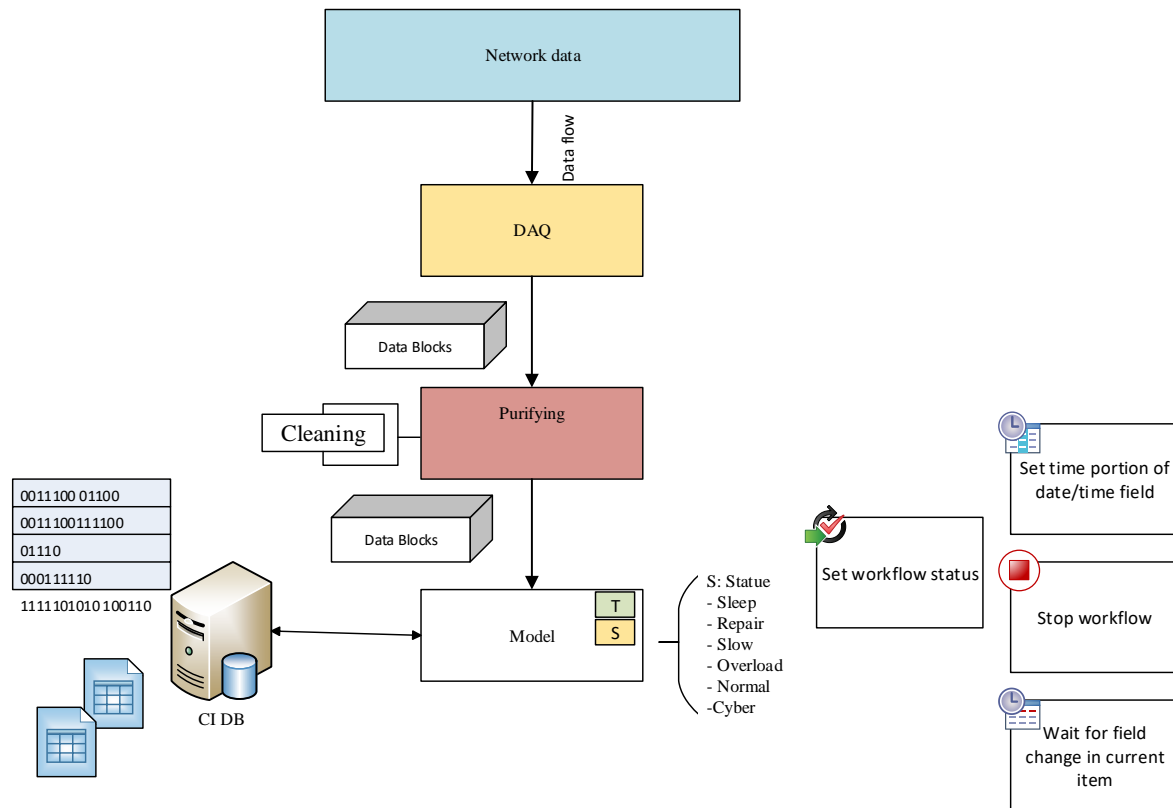 Network data
Data flow
DAQ
Data Blocks
Purifying
Cleaning
Data Blocks
0011100 01100
0011100111100
01110
000111110
1111101010 100110
CI DB
Model
T
S
S: Statue
- Sleep
- Repair
- Slow
- Overload
- Normal
-Cyber
Set workflow status
Set time portion of
date/time field
Stop workflow
Wait for field
change in current
item